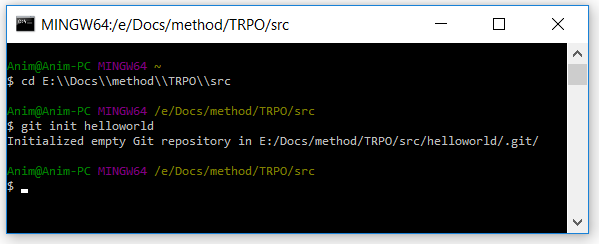 MINGW64:/e/Docs/method/TRPO/src
Anim@Anim-PC MINGW64 ~
$ cd E:\\Docs\\method\\TRPO\\src
Anim@Anim-PC MINGW64 /e/Docs/method/TRPO/src
$ git init helloworld
Initialized empty Git repository in E:/Docs/method/TRPO/src/helloworld/.git/
Anim@Anim-PC MINGW64 /e/Docs/method/TRPO/src
$